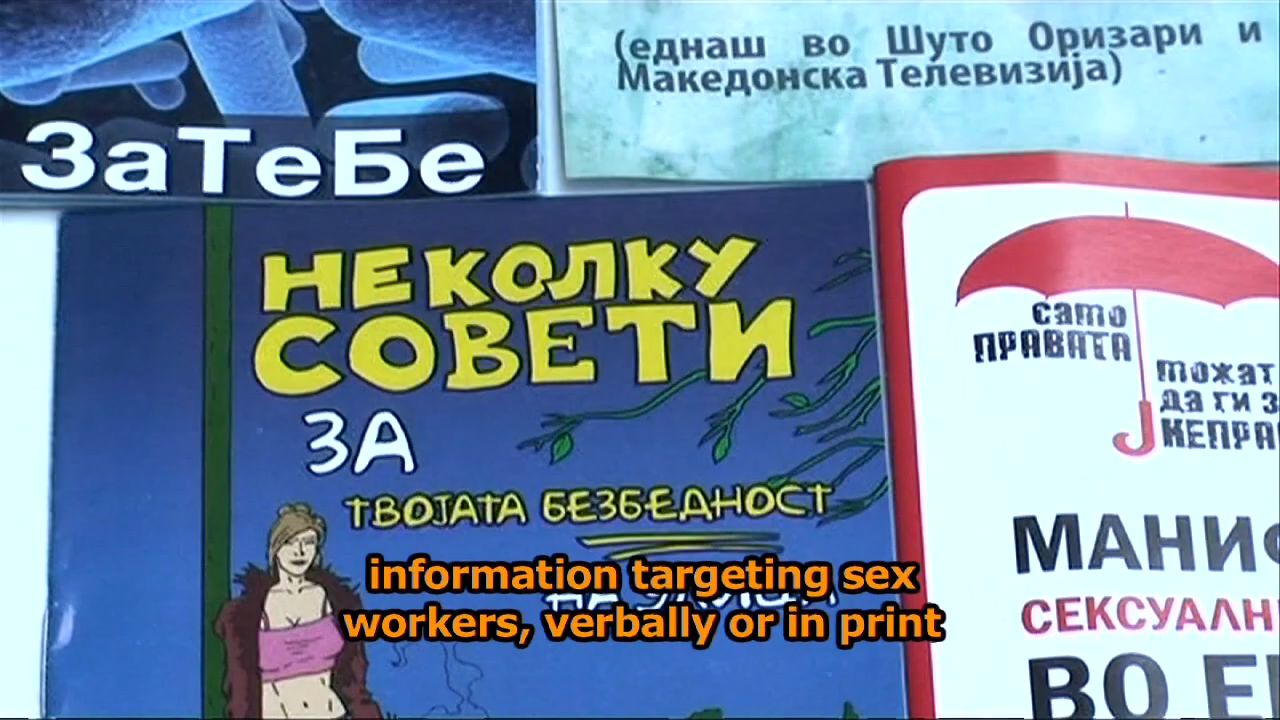 ЗаТеБе
(еднаш во Шуто Оризари и
Македонска Телевизија)
НЕКОЛКУ
СОВЕТИ
ЗА
ТВОЈАТА БЕЗБЕДНОСТ
само
ПРАВАТА
можат
да ги
МАНИ
СЕКСУАЛН
ВО
information targeting sex
workers, verbally or in print